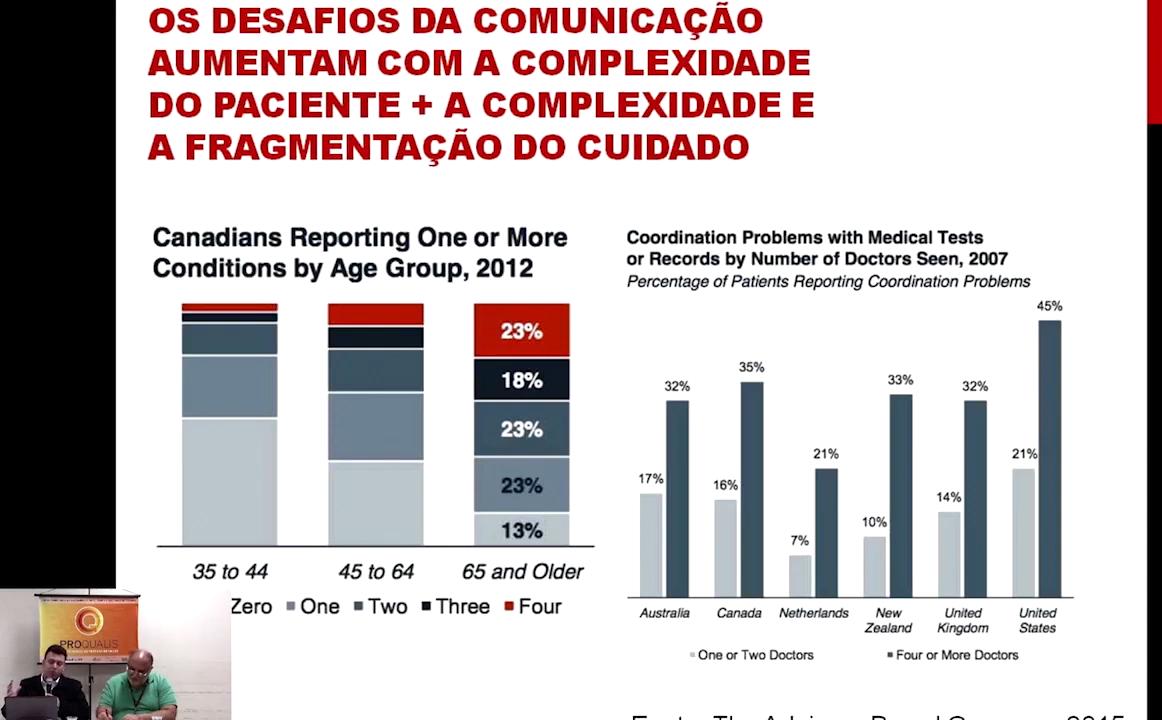 OS DESAFIOS DA COMUNICAÇÃO
AUMENTAM COM A COMPLEXIDADE
DO PACIENTE + A COMPLEXIDADE E
A FRAGMENTAÇÃO DO CUIDADO
Canadians Reporting One or More
Conditions by Age Group, 2012
23%
18%
23%
23%
13%
35 to 44 45 to 64 65 and Older
Zero One Two Three Four
Coordination Problems with Medical Tests
or Records by Number of Doctors Seen, 2007
Percentage of Patients Reporting Coordination Problems
17% 32% 16% 35% 7% 21% 10% 33% 14% 32% 21% 45%
Australia Canada Netherlands New Zealand United Kingdom United States
One or Two Doctors Four or More Doctors
PROQUALIS